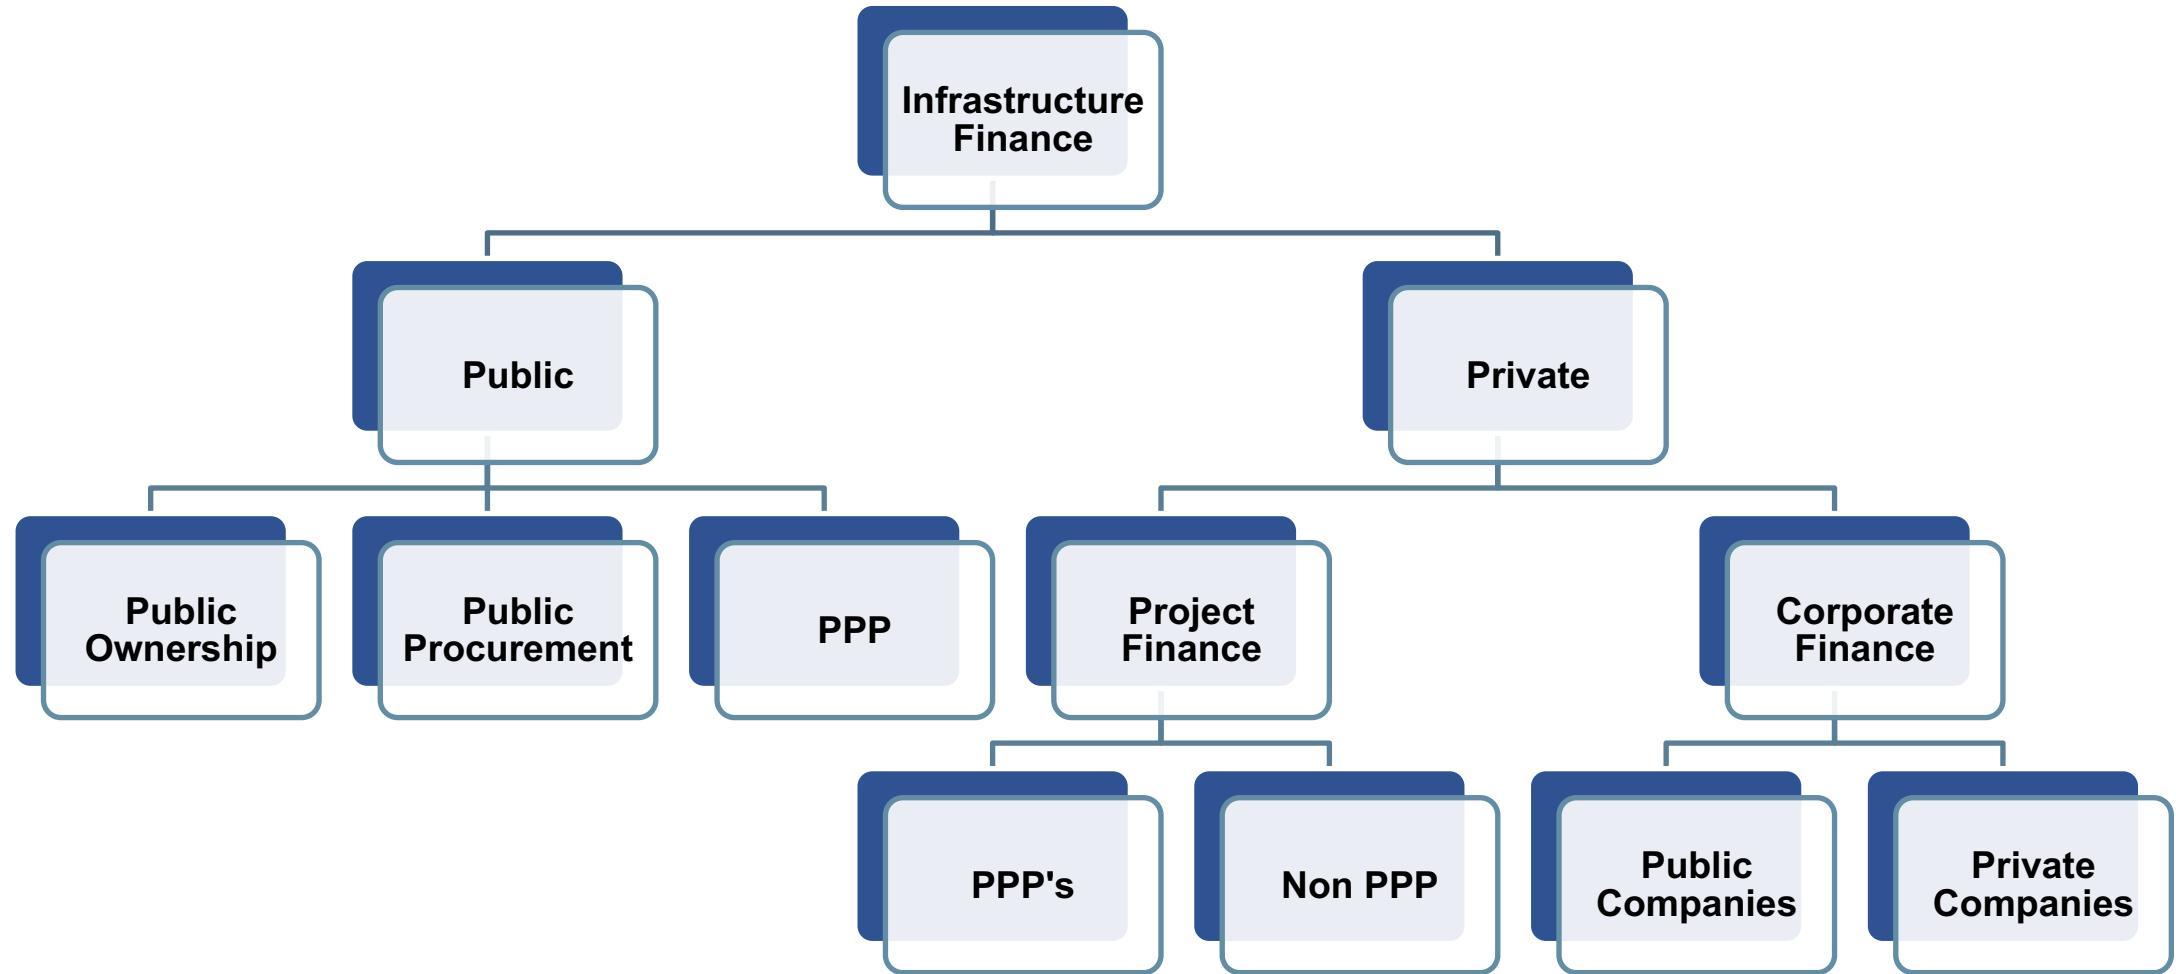 Infrastructure
Finance
Public
Private
Public
Ownership
Public
Procurement
PPP
Project
Finance
Corporate
Finance
PPP's
Non PPP
Public
Companies
Private
Companies